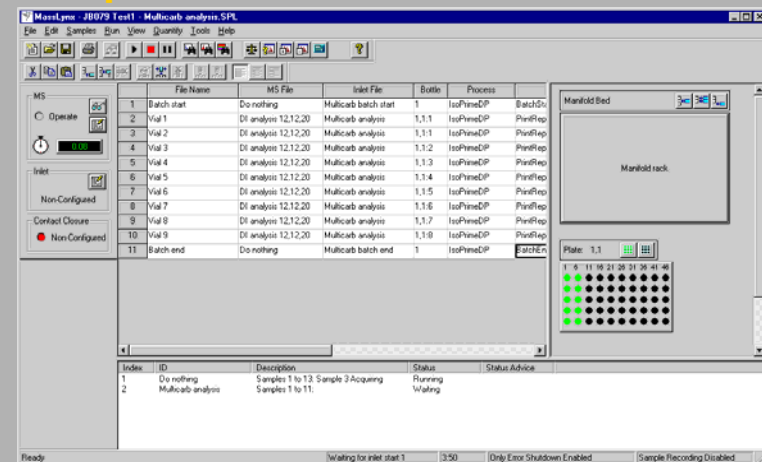 MassLynx - JB079 Test1 - Multicarb analysis.SPL
File Edit Samples Run View Quantify Tools Help
MS
Operate
0:08
Inlet
Non-Configured
Contact Closure
Non-Configured
File Name MS File Inlet File Bottle Process
1 Batch start Do nothing Multicarb batch start 1 IsoPrimeDP BatchSt
2 Vial 1 DI analysis 12,12,20 Multicarb analysis 1,1:1 IsoPrimeDP PrintRep
3 Vial 2 DI analysis 12,12,20 Multicarb analysis 1,1:1 IsoPrimeDP PrintRep
4 Vial 3 DI analysis 12,12,20 Multicarb analysis 1,1:2 IsoPrimeDP PrintRep
5 Vial 4 DI analysis 12,12,20 Multicarb analysis 1,1:3 IsoPrimeDP PrintRep
6 Vial 5 DI analysis 12,12,20 Multicarb analysis 1,1:4 IsoPrimeDP PrintRep
7 Vial 6 DI analysis 12,12,20 Multicarb analysis 1,1:5 IsoPrimeDP PrintRep
8 Vial 7 DI analysis 12,12,20 Multicarb analysis 1,1:6 IsoPrimeDP PrintRep
9 Vial 8 DI analysis 12,12,20 Multicarb analysis 1,1:7 IsoPrimeDP PrintRep
10 Vial 9 DI analysis 12,12,20 Multicarb analysis 1,1:8 IsoPrimeDP PrintRep
11 Batch end Do nothing Multicarb batch end 1 IsoPrimeDP BatchEn
Manifold Bed
Manifold rack
Plate: 1,1
1 6 11 16 21 26 31 36 41 46
Index ID Description Status Status Advice
1 Do nothing Samples 1 to 13: Sample 3 Acquiring Running
2 Multicarb analysis Samples 1 to 11: Waiting
Ready Waiting for inlet start 1 3:50 Only Error Shutdown Enabled Sample Recording Disabled